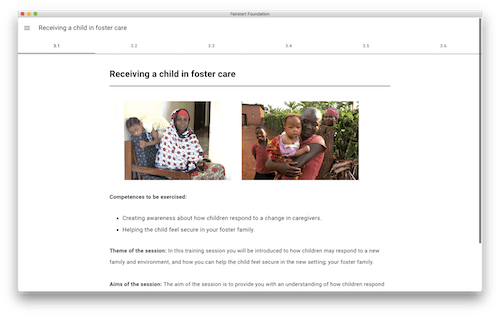 Fairstart Foundation
Receiving a child in foster care
3.1 3.2 3.3 3.4 3.5 3.6
Receiving a child in foster care
Competences to be exercised:
Creating awareness about how children respond to a change in caregivers.
Helping the child feel secure in your foster family.
Theme of the session: In this training session you will be introduced to how children may respond to a new
family and environment, and how you can help the child feel secure in the new setting; your foster family.
Aims of the session: The aim of the session is to provide you with an understanding of how children respond